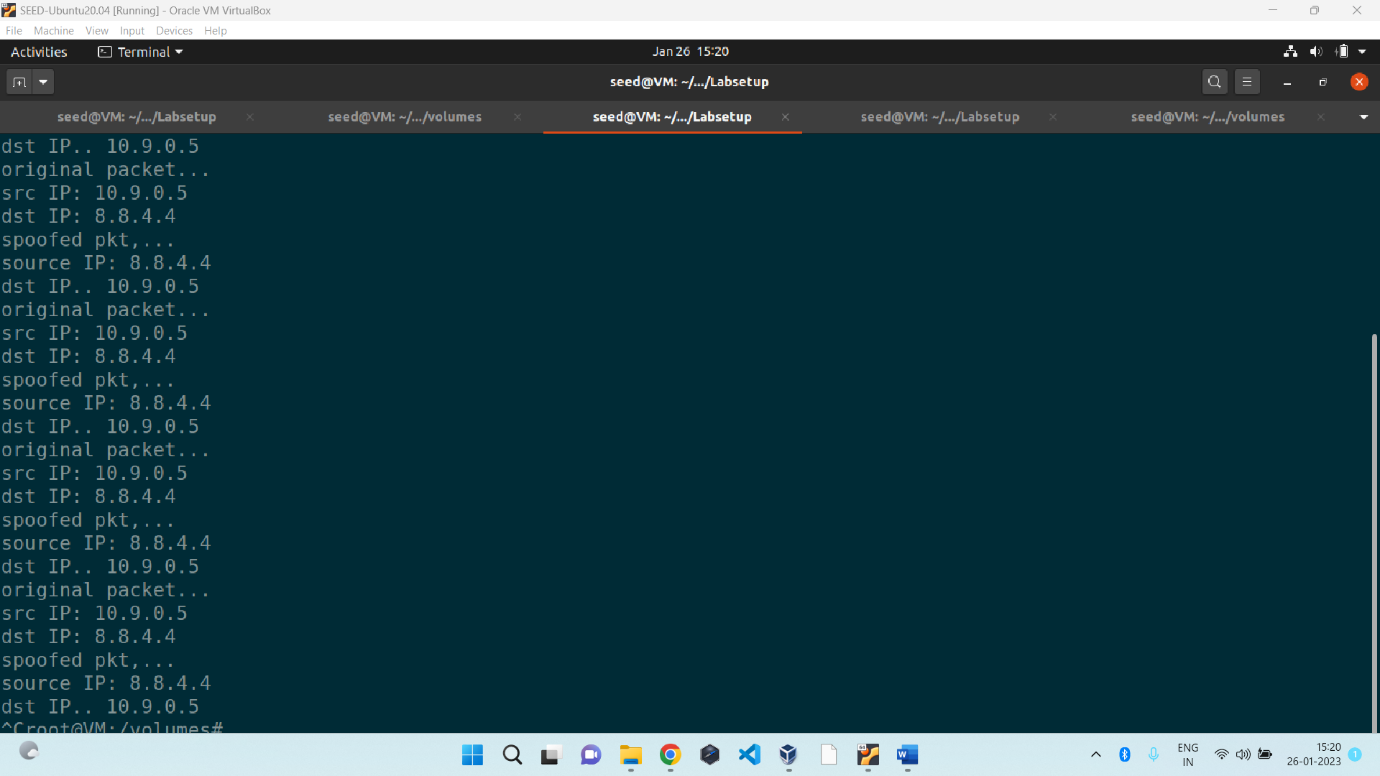 SEED-Ubuntu20.04 [Running] - Oracle VM VirtualBox
File Machine View Input Devices Help
Activities Terminal Jan 26 15:20
seed@VM: ~/.../Labsetup
seed@VM: ~/.../Labsetup seed@VM: ~/.../volumes seed@VM: ~/.../Labsetup seed@VM: ~/.../Labsetup seed@VM: ~/.../volumes
dst IP.. 10.9.0.5
original packet...
src IP: 10.9.0.5
dst IP: 8.8.4.4
spoofed pkt,...
source IP: 8.8.4.4
dst IP.. 10.9.0.5
original packet...
src IP: 10.9.0.5
dst IP: 8.8.4.4
spoofed pkt,...
source IP: 8.8.4.4
dst IP.. 10.9.0.5
original packet...
src IP: 10.9.0.5
dst IP: 8.8.4.4
spoofed pkt,...
source IP: 8.8.4.4
dst IP.. 10.9.0.5
original packet...
src IP: 10.9.0.5
dst IP: 8.8.4.4
spoofed pkt,...
source IP: 8.8.4.4
dst IP.. 10.9.0.5
^Croot@VM:/volumes#
ENG 15:20
IN 26-01-2023 1